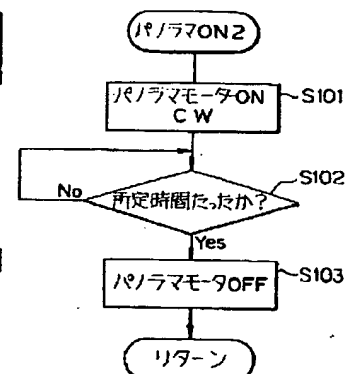 パノラマON2
パノラマモータON
CW
S101
所定時間たったか?
S102
No
Yes
パノラマモータOFF
S103
リターン